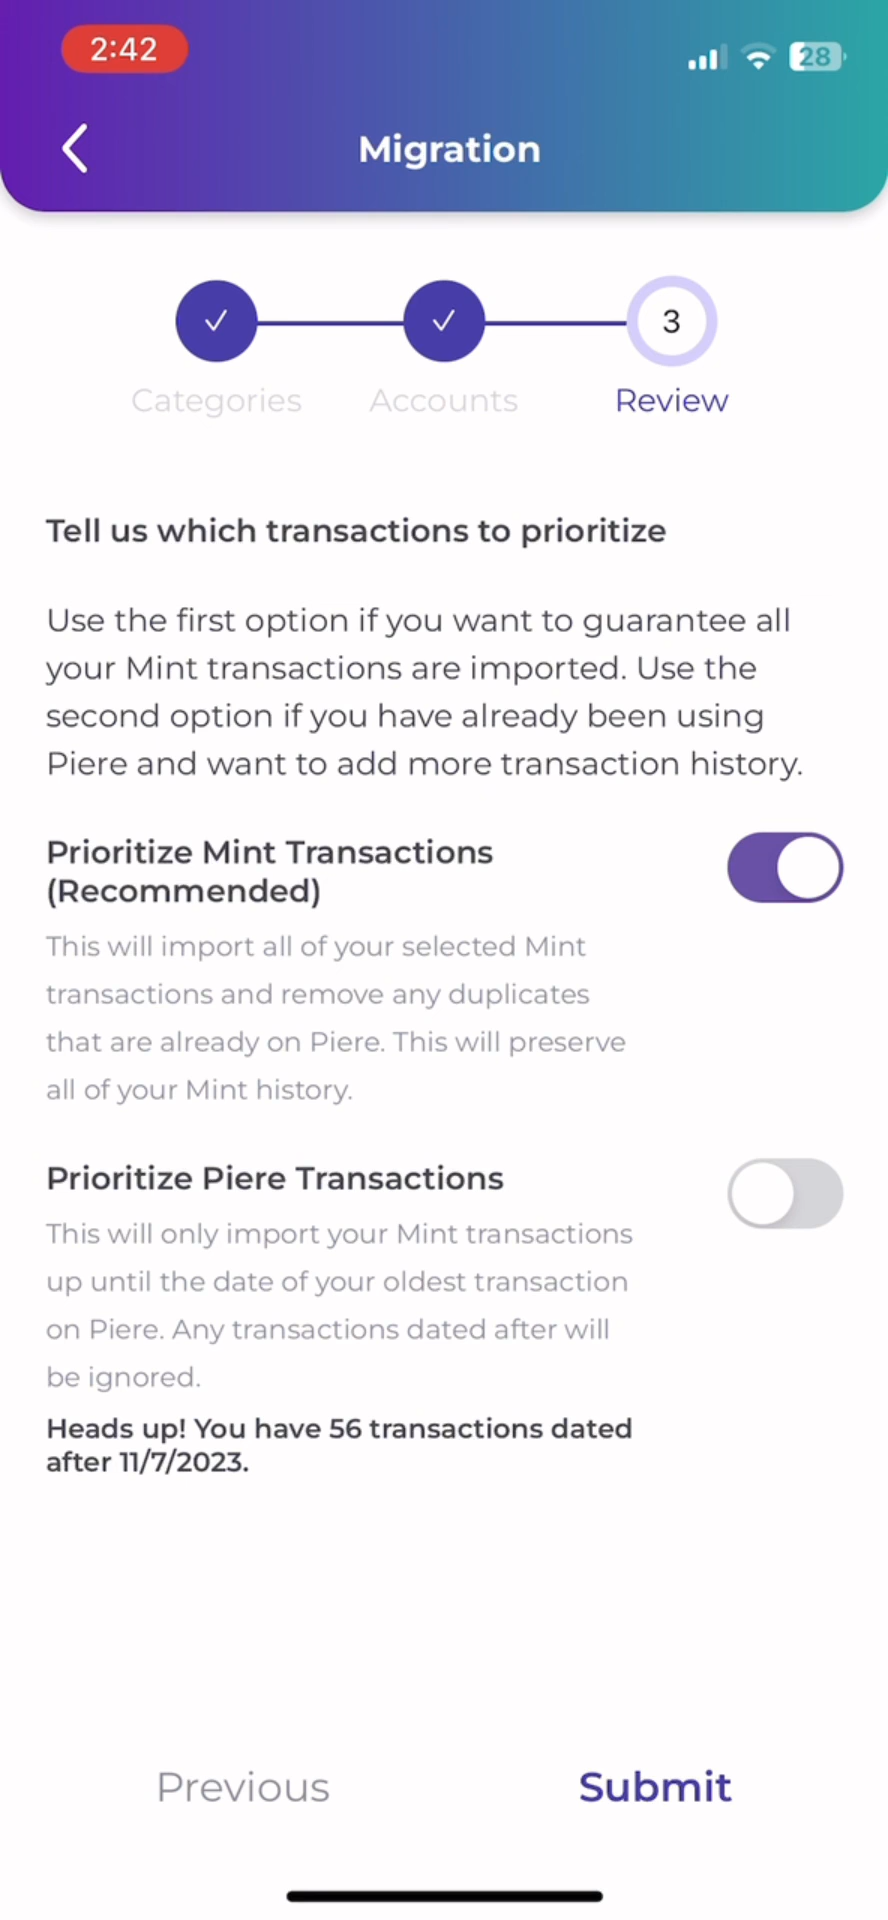 2:42
28
Migration
3
Categories
Accounts
Review
Tell us which transactions to prioritize
Use the first option if you want to guarantee all
your Mint transactions are imported. Use the
second option if you have already been using
Piere and want to add more transaction history.
Prioritize Mint Transactions
(Recommended)
This will import all of your selected Mint
transactions and remove any duplicates
that are already on Piere. This will preserve
all of your Mint history.
Prioritize Piere Transactions
This will only import your Mint transactions
up until the date of your oldest transaction
on Piere. Any transactions dated after will
be ignored.
Heads up! You have 56 transactions dated
after 11/7/2023.
Previous
Submit